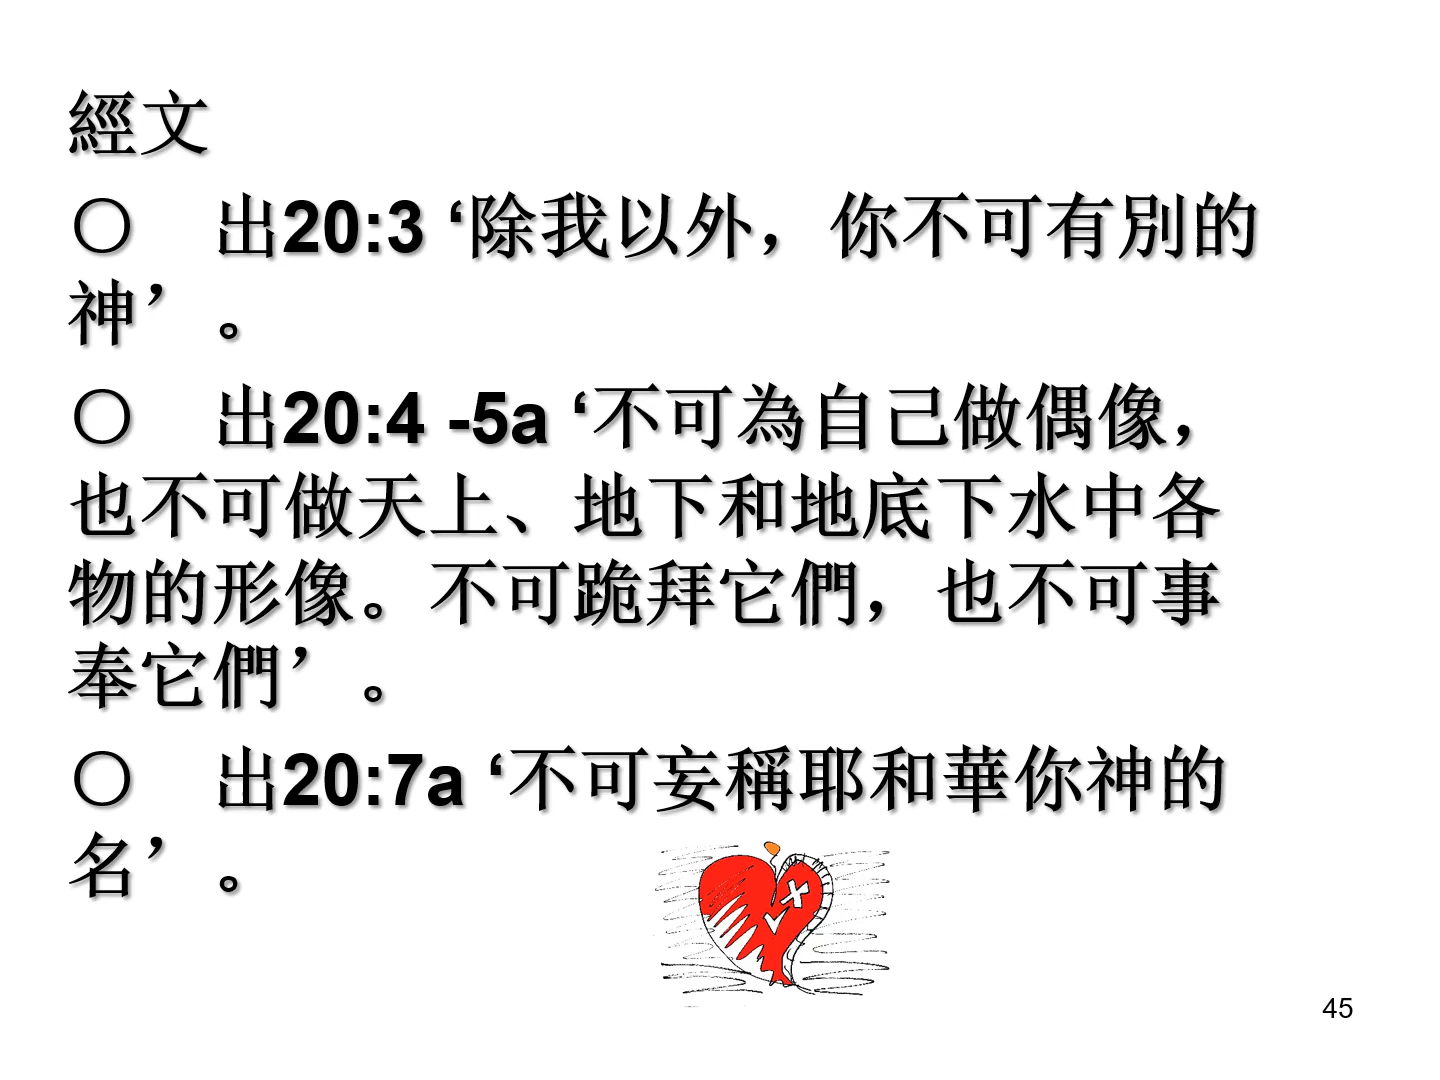 經文
○ 出20:3 ‘除我以外，你不可有別的
神’。
○ 出20:4 -5a ‘不可為自己做偶像，
也不可做天上、地下和地底下水中各
物的形像。不可跪拜它們，也不可事
奉它們’。
○ 出20:7a ‘不可妄稱耶和華你神的
名’。
45